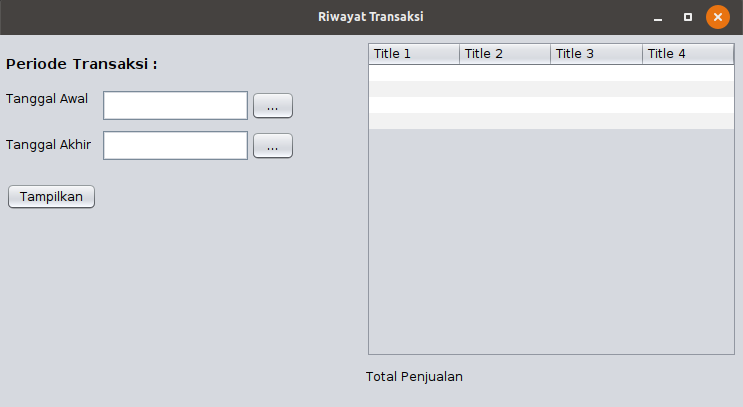 Riwayat Transaksi
Periode Transaksi :
Tanggal Awal
...
Tanggal Akhir
...
Tampilkan
Title 1 Title 2 Title 3 Title 4
Total Penjualan